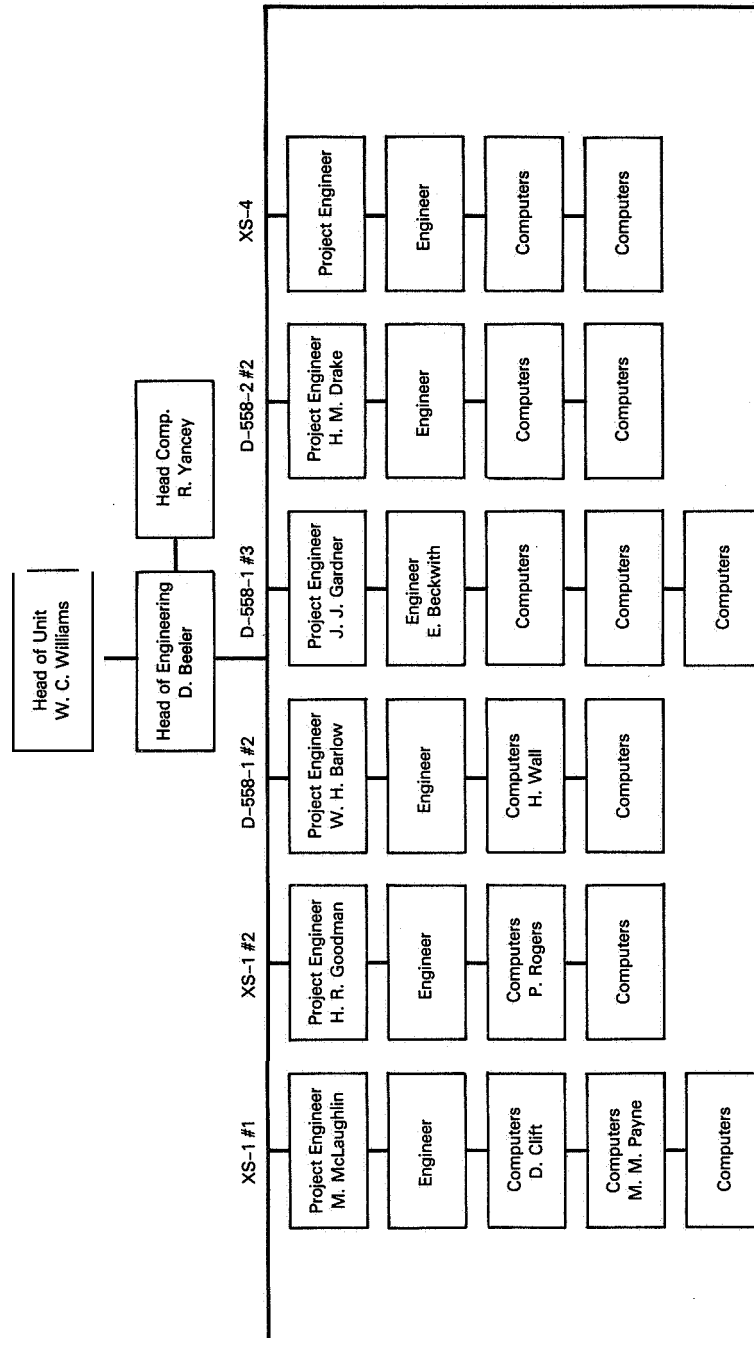 Head of Unit
W. C. Williams
Head of Engineering
D. Beeler
Head Comp.
R. Yancey
XS-1 #1
Project Engineer
M. McLaughlin
Engineer
Computers
D. Clift
Computers
M. M. Payne
Computers
XS-1 #2
Project Engineer
H. R. Goodman
Engineer
Computers
P. Rogers
Computers
D-558-1 #2
Project Engineer
W. H. Barlow
Engineer
Computers
H. Wall
Computers
D-558-1 #3
Project Engineer
J. J. Gardner
Engineer
E. Beckwith
Computers
Computers
Computers
D-558-2 #2
Project Engineer
H. M. Drake
Engineer
Computers
Computers
XS-4
Project Engineer
Engineer
Computers
Computers